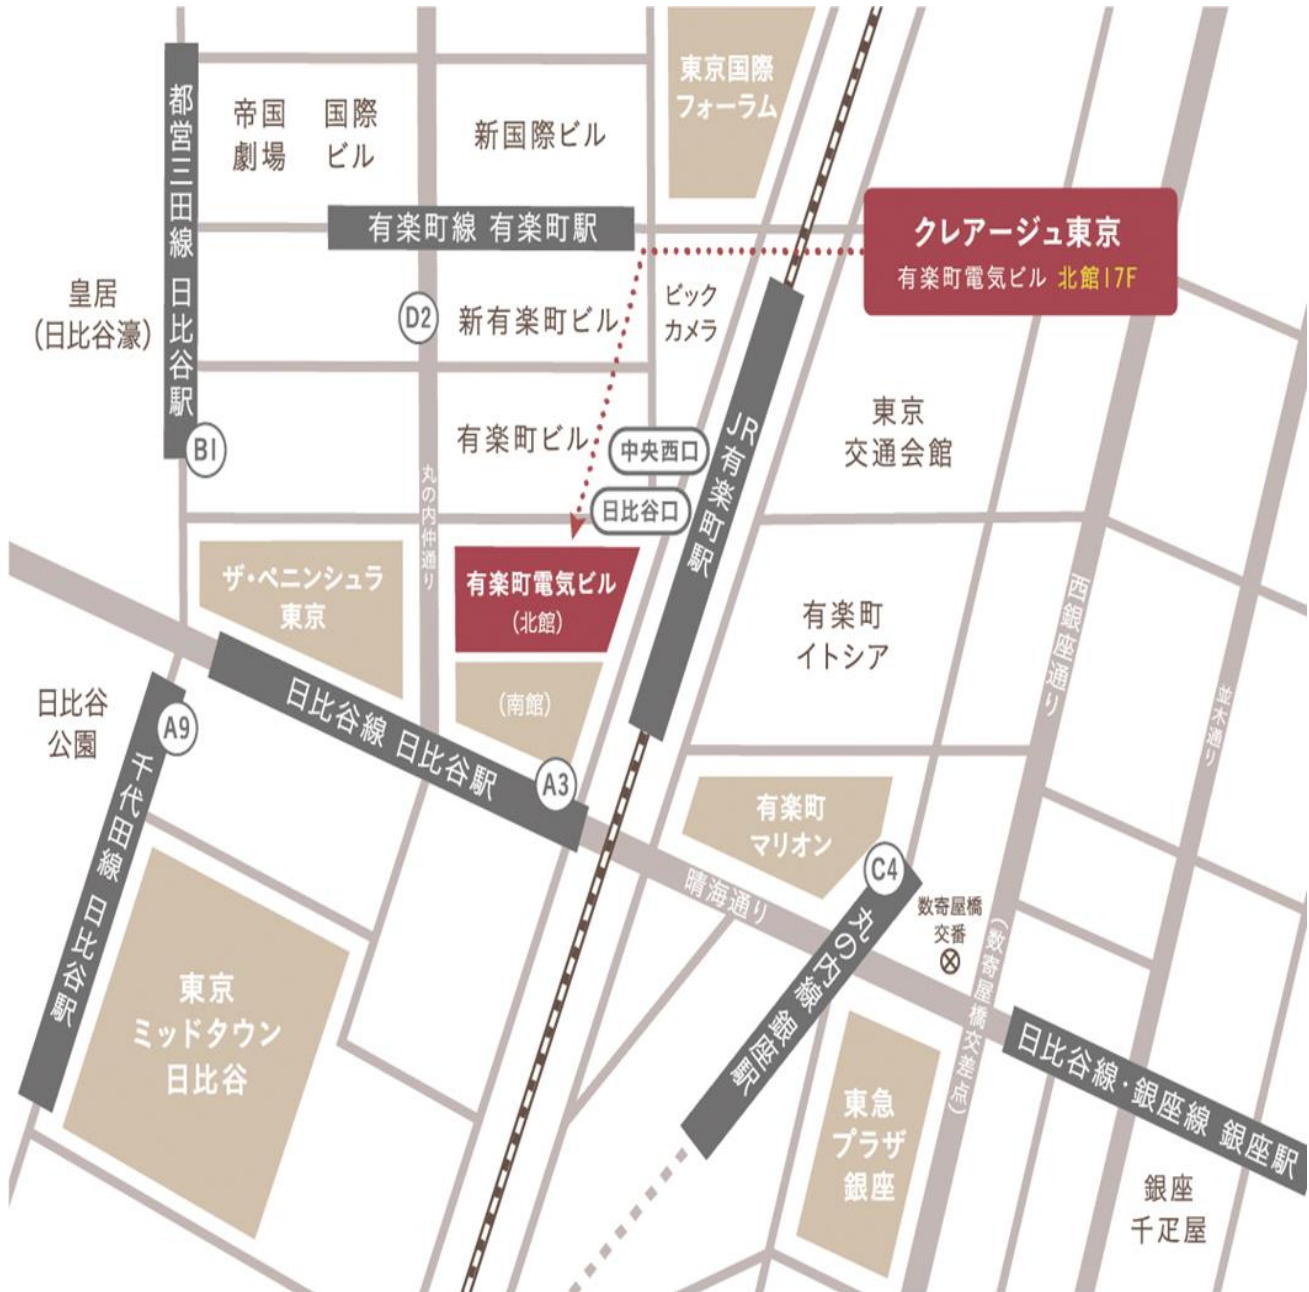 東京国際
フォーラム
都営三田線 日比谷駅
帝国
劇場
国際
ビル
新国際ビル
有楽町線 有楽町駅
クレアージュ東京
有楽町電気ビル 北館17F
皇居
(日比谷濠)
D2
新有楽町ビル
ビック
カメラ
東京
交通会館
B1
有楽町ビル
中央西口
日比谷口
JR有楽町駅
丸の内仲通り
ザ・ペニンシュラ
東京
有楽町電気ビル
(北館)
(南館)
有楽町
イトシア
西銀座通り
並木通り
日比谷
公園
A9
千代田線 日比谷駅
日比谷線 日比谷駅
A3
有楽町
マリオン
C4
晴海通り
丸の内線 銀座駅
数寄屋橋
交番
(数寄屋橋交差点)
東京
ミッドタウン
日比谷
東急
プラザ
銀座
日比谷線・銀座線 銀座駅
銀座
千疋屋